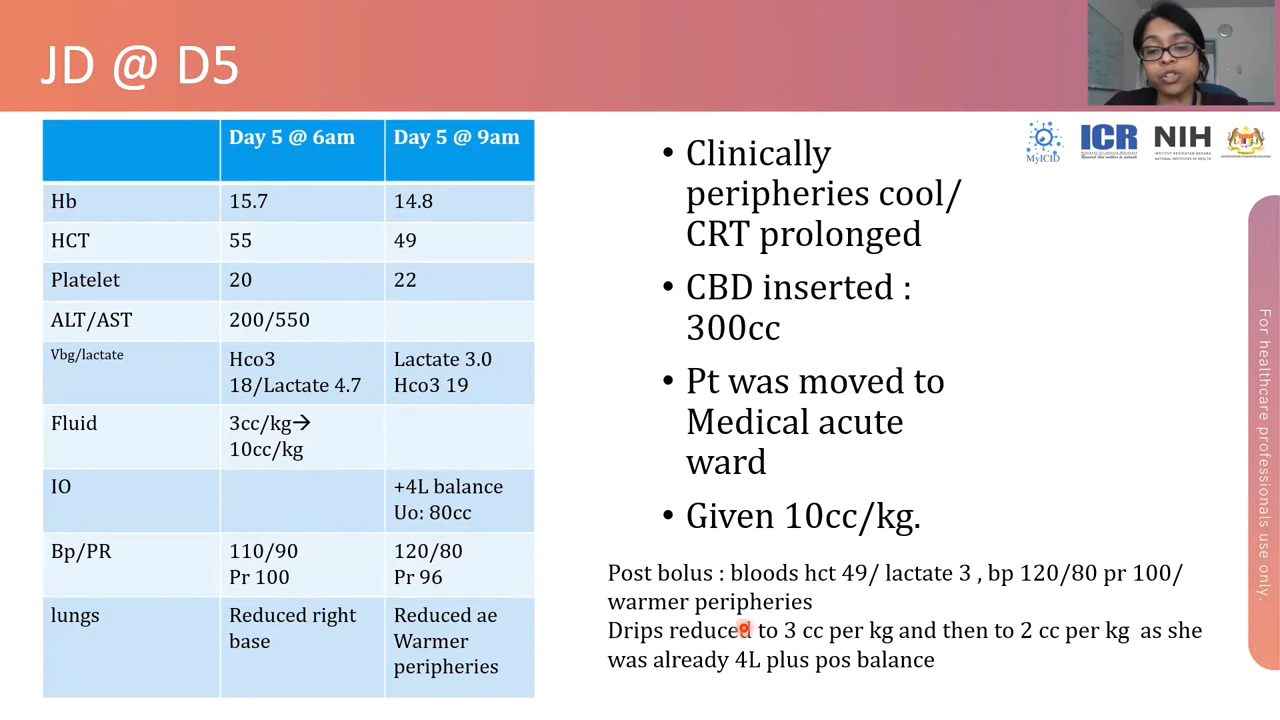 JD @ D5
Day 5 @ 6am Day 5 @ 9am
Hb 15.7 14.8
HCT 55 49
Platelet 20 22
ALT/AST 200/550
Vbg/lactate Hco3 Lactate 3.0
18/Lactate 4.7 Hco3 19
Fluid 3cc/kg→
10cc/kg
IO +4L balance
Uo: 80cc
Bp/PR 110/90 120/80
Pr 100 Pr 96
lungs Reduced right Reduced ae
base Warmer
peripheries
• Clinically
peripheries cool/
CRT prolonged
• CBD inserted :
300cc
• Pt was moved to
Medical acute
ward
• Given 10cc/kg.
Post bolus : bloods hct 49/ lactate 3 , bp 120/80 pr 100/
warmer peripheries
Drips reduced to 3 cc per kg and then to 2 cc per kg as she
was already 4L plus pos balance
MyICID
ICR
NIH
For healthcare professionals use only.